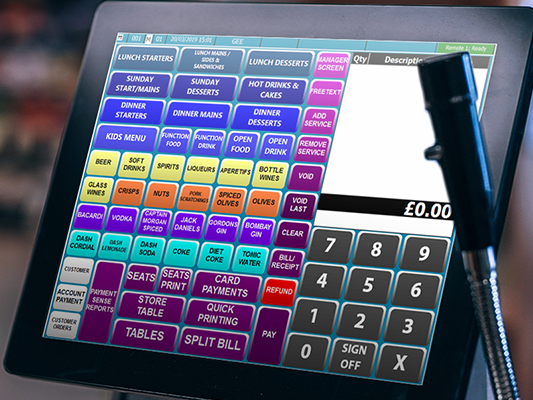 001 M 01 20/03/2019 15:01 GEE Remote 1: Ready
LUNCH STARTERS
LUNCH MAINS /
SIDES &
SANDWICHES
LUNCH DESSERTS
MANAGER
SCREEN
Qty Description
SUNDAY
START/MAINS
SUNDAY
DESSERTS
HOT DRINKS &
CAKES
FREETEXT
DINNER
STARTERS
DINNER MAINS
DINNER
DESSERTS
ADD
SERVICE
KIDS MENU
FUNCTION
FOOD
FUNCTION
DRINK
OPEN
FOOD
OPEN
DRINK
REMOVE
SERVICE
BEER
SOFT
DRINKS
SPIRITS
LIQUEURS
APERETIPS
BOTTLE
WINES
VOID
GLASS
WINES
CRISPS
NUTS
PORK
SCRATCHINGS
SPICED
OLIVES
OLIVES
VOID
LAST
£0.00
BACARDI
VODKA
CAPTAIN
MORGAN
SPICED
JACK
DANIELS
GORDONS
GIN
BOMBAY
GIN
CLEAR
DASH
CORDIAL
DASH
LEMONADE
DASH
SODA
COKE
DIET
COKE
TONIC
WATER
BILL/
RECEIPT
7 8 9
CUSTOMER
PAYMENT
SENSE
REPORTS
SEATS
SEATS
PRINT
CARD
PAYMENTS
REFUND
4 5 6
ACCOUNT
PAYMENT
STORE
TABLE
QUICK
PRINTING
PAY
1 2 3
CUSTOMER
ORDERS
TABLES
SPLIT BILL
0
SIGN
OFF
X